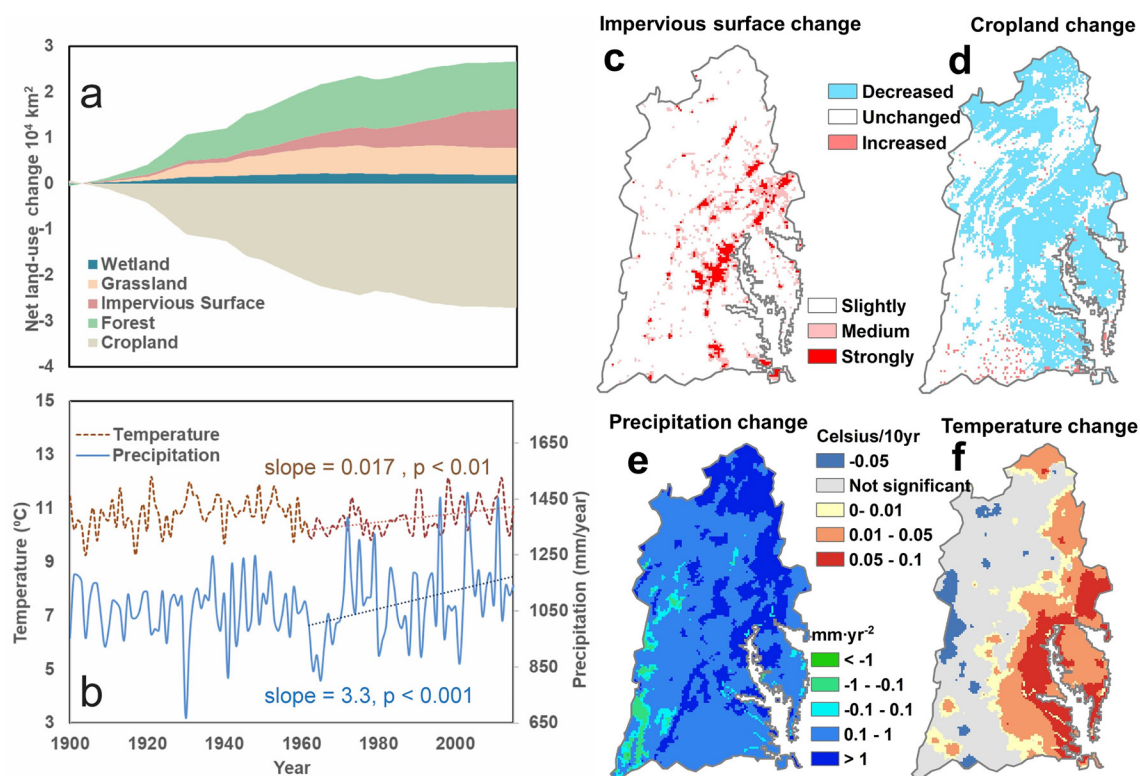 3
2
1
0
-1
-2
-3
-4
Net land-use change 10⁴ km²
a
Wetland
Grassland
Impervious Surface
Forest
Cropland
15
13
11
9
7
5
3
Temperature (ºC)
Temperature
Precipitation
slope = 0.017 , p < 0.01
slope = 3.3, p < 0.001
b
1650
1450
1250
1050
850
650
Precipitation (mm/year)
1900
1920
1940
1960
1980
2000
Year
Impervious surface change
c
Slightly
Medium
Strongly
Cropland change
d
Decreased
Unchanged
Increased
Precipitation change
e
mm·yr⁻²
< -1
-1 - -0.1
-0.1 - 0.1
0.1 - 1
> 1
Temperature change
f
Celsius/10yr
-0.05
Not significant
0- 0.01
0.01 - 0.05
0.05 - 0.1